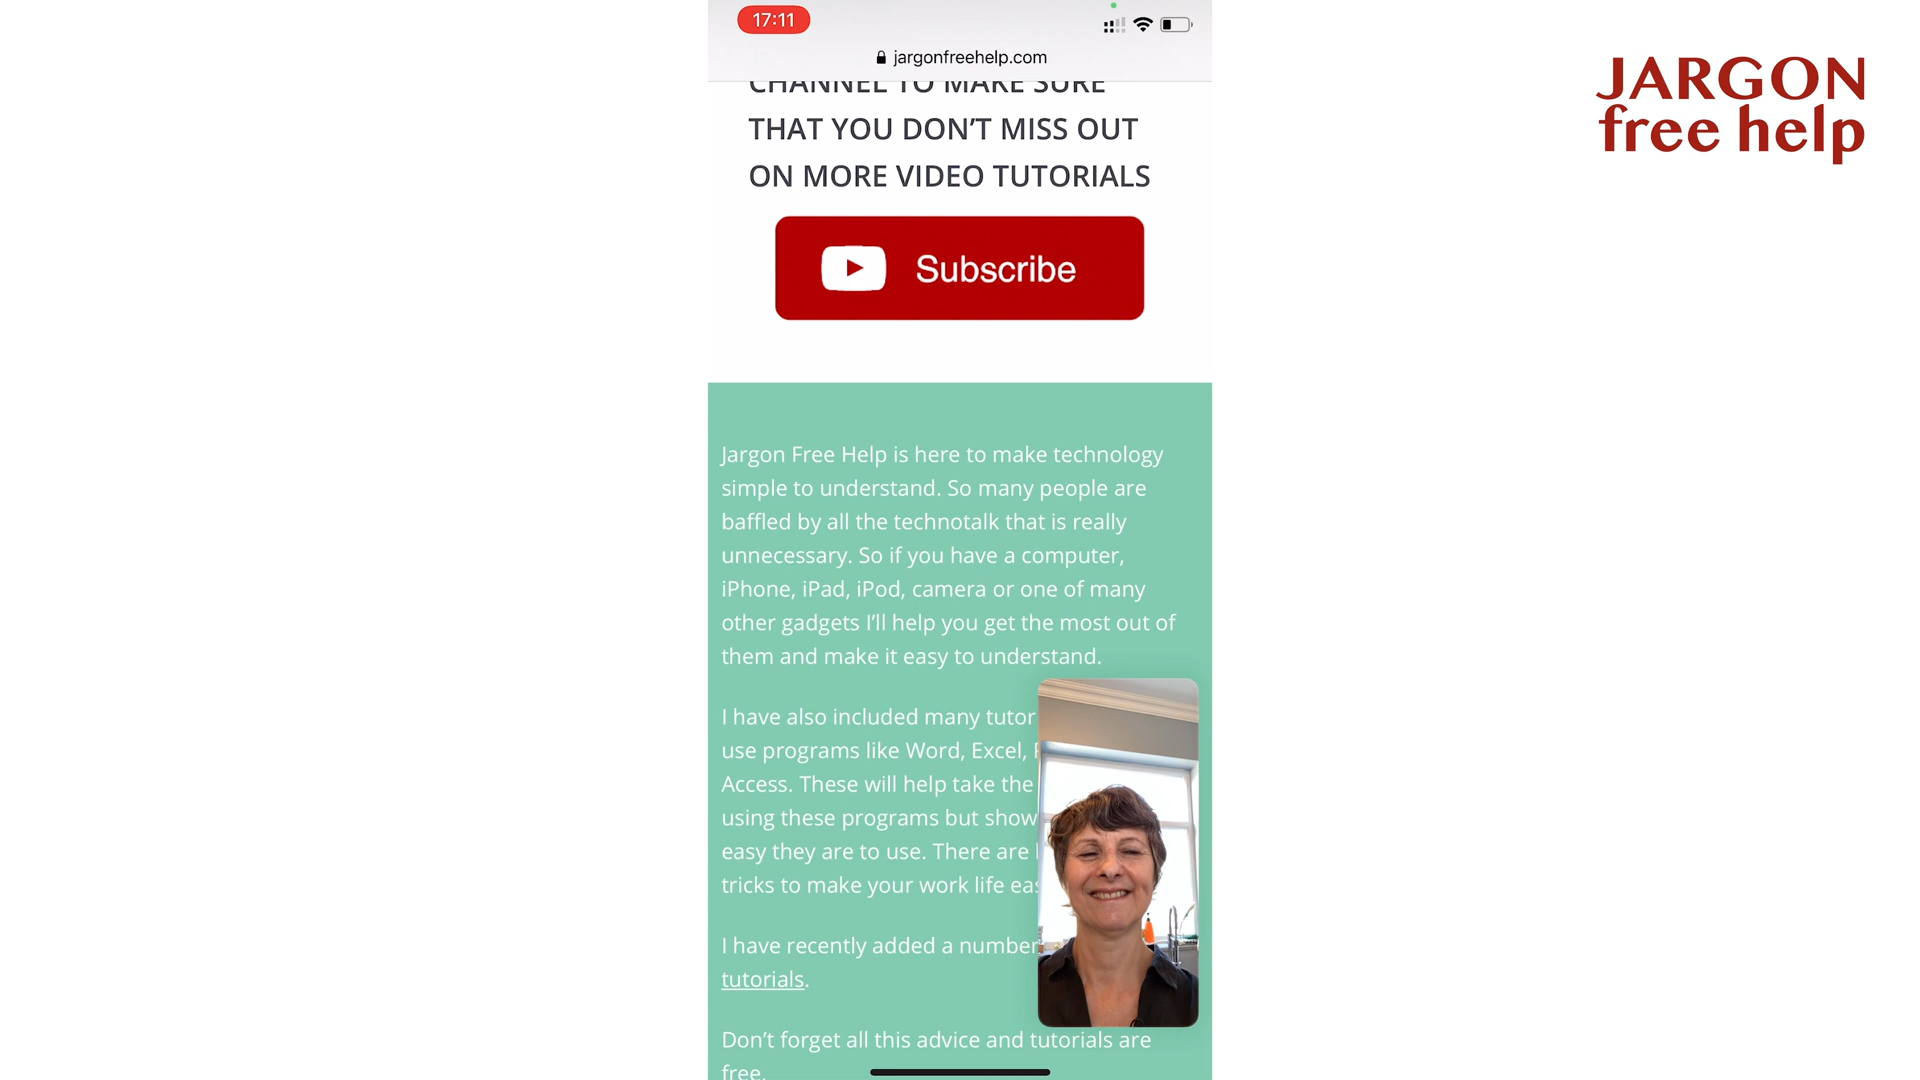 17:11
jargonfreehelp.com
CHANNEL TO MAKE SURE
THAT YOU DON’T MISS OUT
ON MORE VIDEO TUTORIALS
Subscribe
JARGON
free help
Jargon Free Help is here to make technology
simple to understand. So many people are
baffled by all the technotalk that is really
unnecessary. So if you have a computer,
iPhone, iPad, iPod, camera or one of many
other gadgets I’ll help you get the most out of
them and make it easy to understand.
I have also included many tutor
use programs like Word, Excel,
Access. These will help take the
using these programs but show
easy they are to use. There are
tricks to make your work life eas
I have recently added a number
tutorials.
Don’t forget all this advice and tutorials are
free.